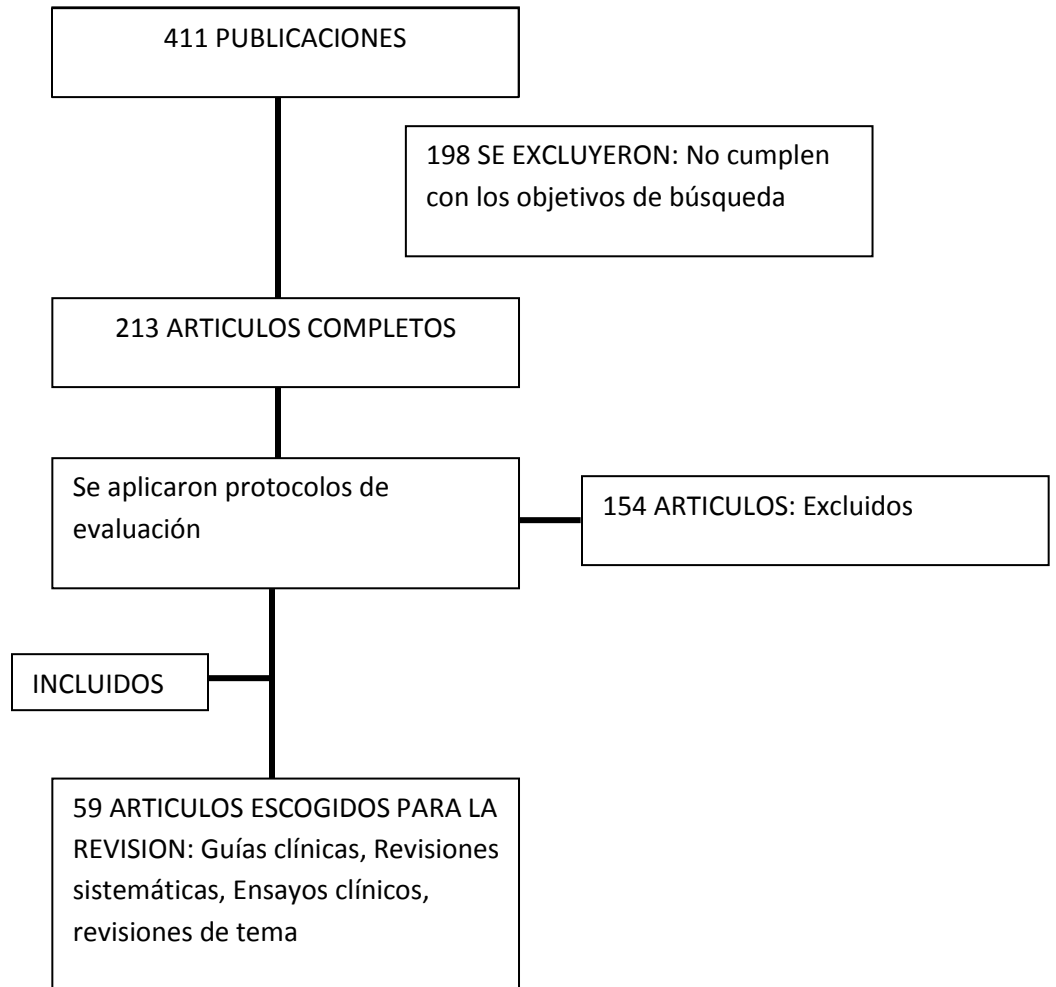 411 PUBLICACIONES
198 SE EXCLUYERON: No cumplen
con los objetivos de búsqueda
213 ARTICULOS COMPLETOS
Se aplicaron protocolos de
evaluación
154 ARTICULOS: Excluidos
INCLUIDOS
59 ARTICULOS ESCOGIDOS PARA LA
REVISION: Guías clínicas, Revisiones
sistemáticas, Ensayos clínicos,
revisiones de tema